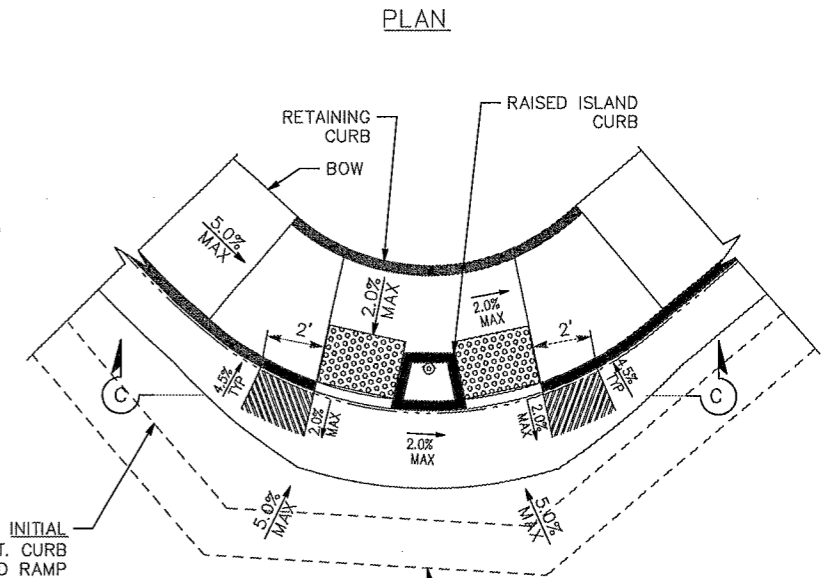 PLAN
RETAINING
CURB
RAISED ISLAND
CURB
BOW
5.0%
MAX
2.0%
MAX
2.0%
MAX
2'
2'
4.5%
TYP
4.5%
TYP
C
C
2.0%
MAX
2.0%
MAX
2.0%
MAX
5.0%
MAX
5.0%
MAX
INITIAL
T. CURB
D RAMP